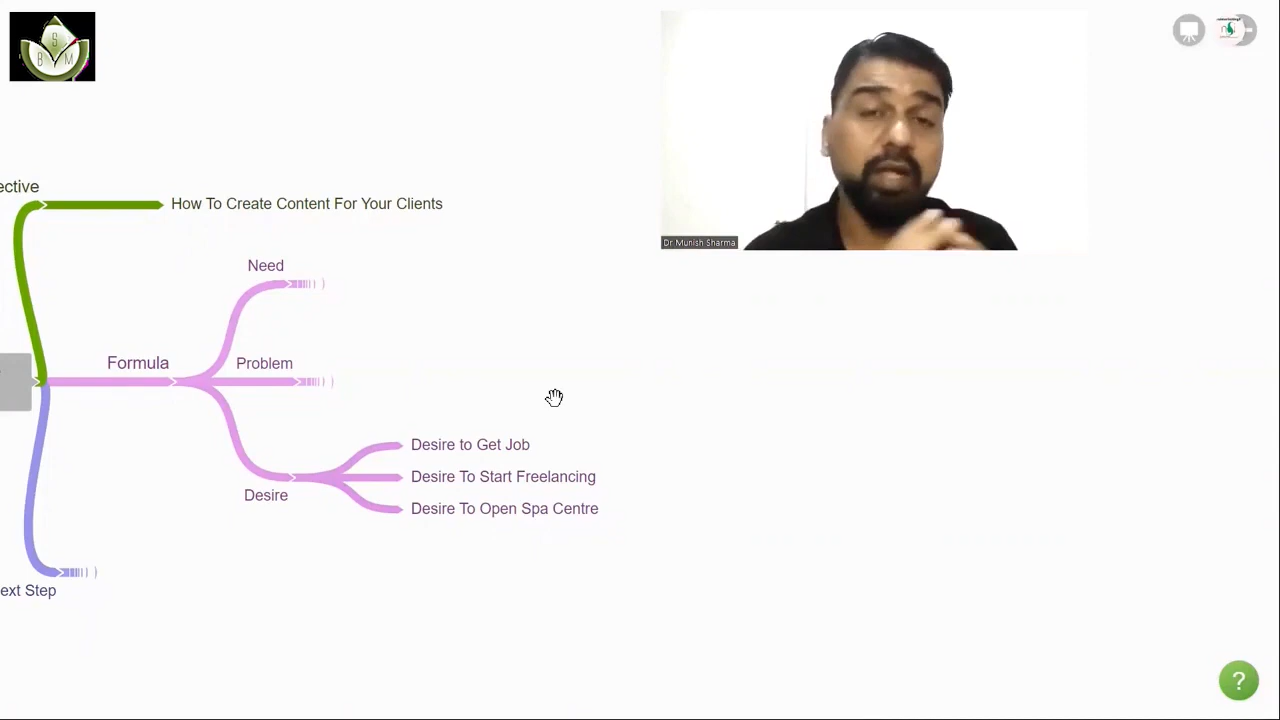 S
B M
ective
How To Create Content For Your Clients
Need
Formula
Problem
Desire to Get Job
Desire To Start Freelancing
Desire
Desire To Open Spa Centre
ext Step
Dr Munish Sharma
?